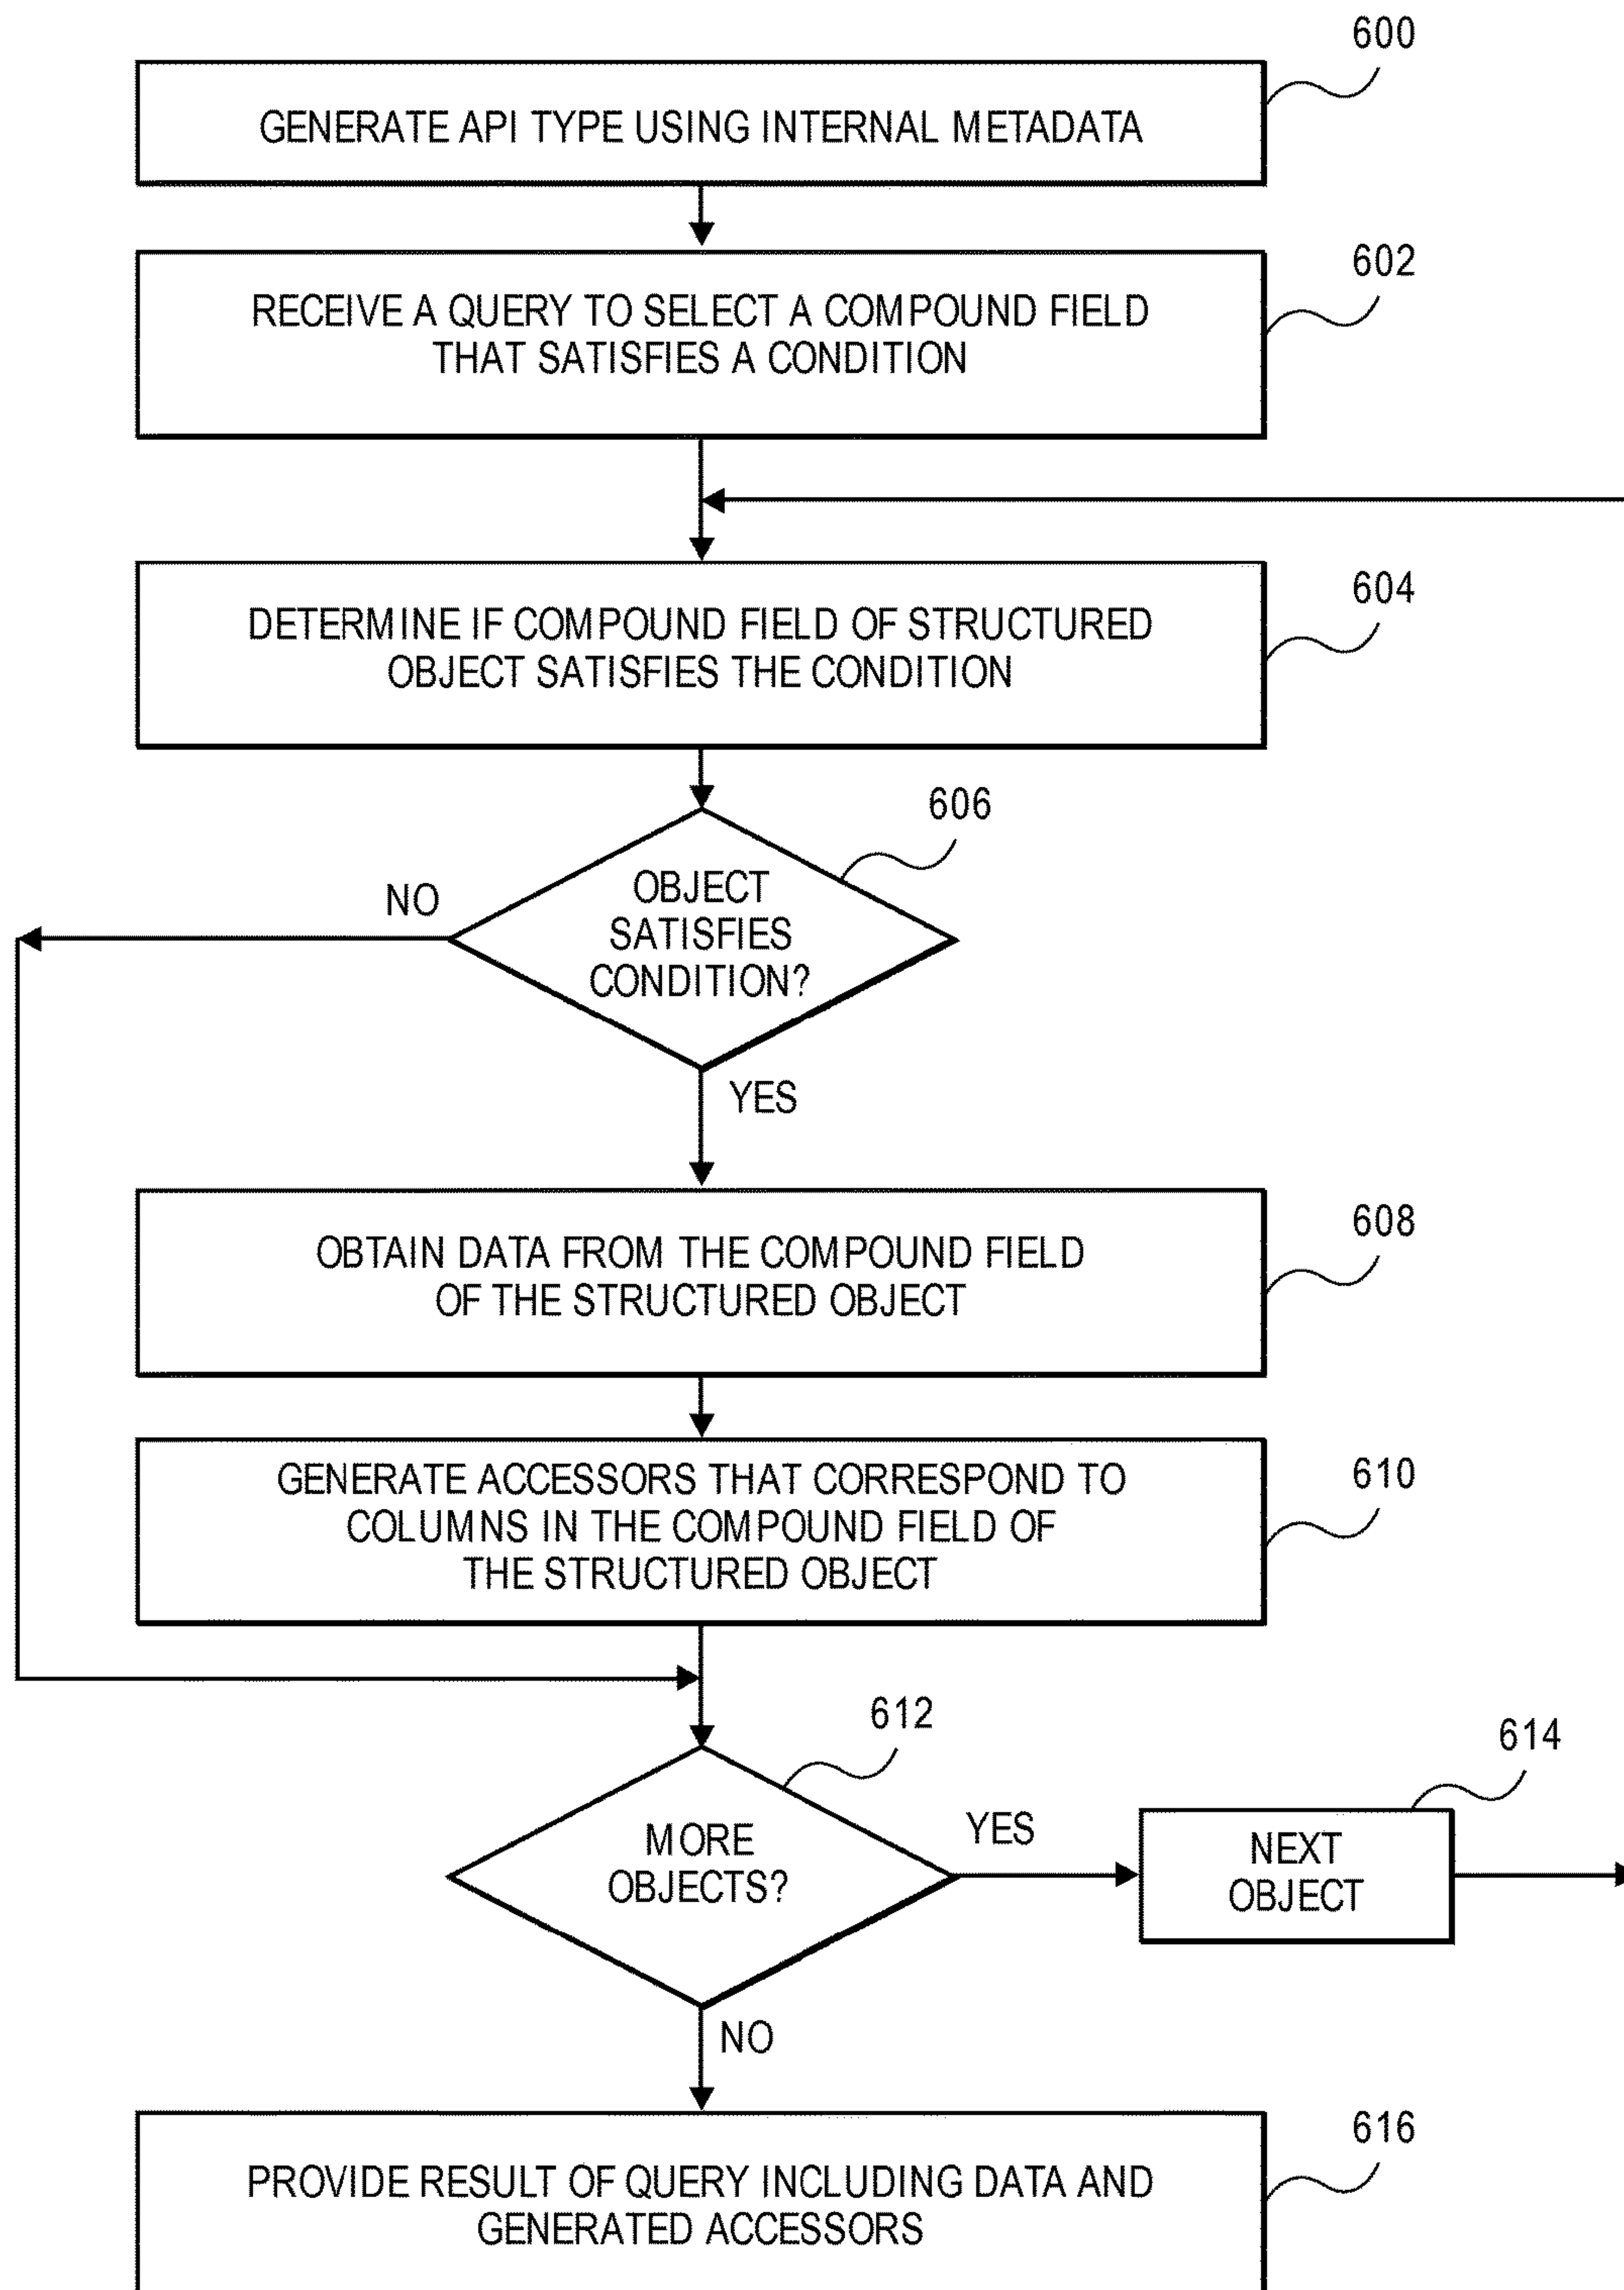 600
GENERATE API TYPE USING INTERNAL METADATA
602
RECEIVE A QUERY TO SELECT A COMPOUND FIELD
THAT SATISFIES A CONDITION
604
DETERMINE IF COMPOUND FIELD OF STRUCTURED
OBJECT SATISFIES THE CONDITION
606
NO
OBJECT
SATISFIES
CONDITION?
YES
608
OBTAIN DATA FROM THE COMPOUND FIELD
OF THE STRUCTURED OBJECT
610
GENERATE ACCESSORS THAT CORRESPOND TO
COLUMNS IN THE COMPOUND FIELD OF
THE STRUCTURED OBJECT
612
614
MORE
OBJECTS?
YES
NEXT
OBJECT
NO
616
PROVIDE RESULT OF QUERY INCLUDING DATA AND
GENERATED ACCESSORS